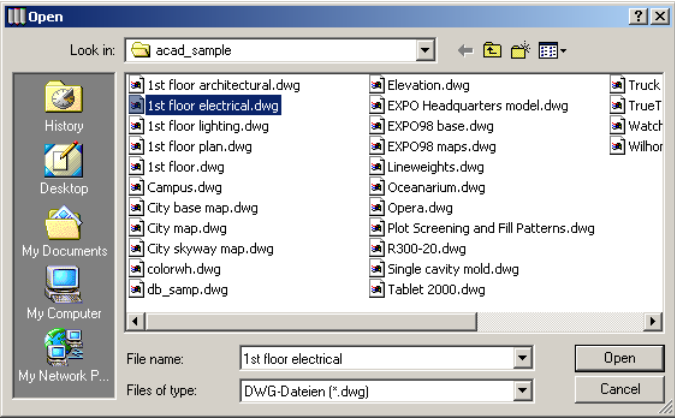 Open
Look in: acad_sample
History
Desktop
My Documents
My Computer
My Network P...
1st floor architectural.dwg
1st floor electrical.dwg
1st floor lighting.dwg
1st floor plan.dwg
1st floor.dwg
Campus.dwg
City base map.dwg
City map.dwg
City skyway map.dwg
colorwh.dwg
db_samp.dwg
Elevation.dwg
EXPO Headquarters model.dwg
EXPO98 base.dwg
EXPO98 maps.dwg
Lineweights.dwg
Oceanarium.dwg
Opera.dwg
Plot Screening and Fill Patterns.dwg
R300-20.dwg
Single cavity mold.dwg
Tablet 2000.dwg
Truck
TrueT
Watch
Wilhor
File name: 1st floor electrical
Open
Files of type: DWG-Dateien (*.dwg)
Cancel